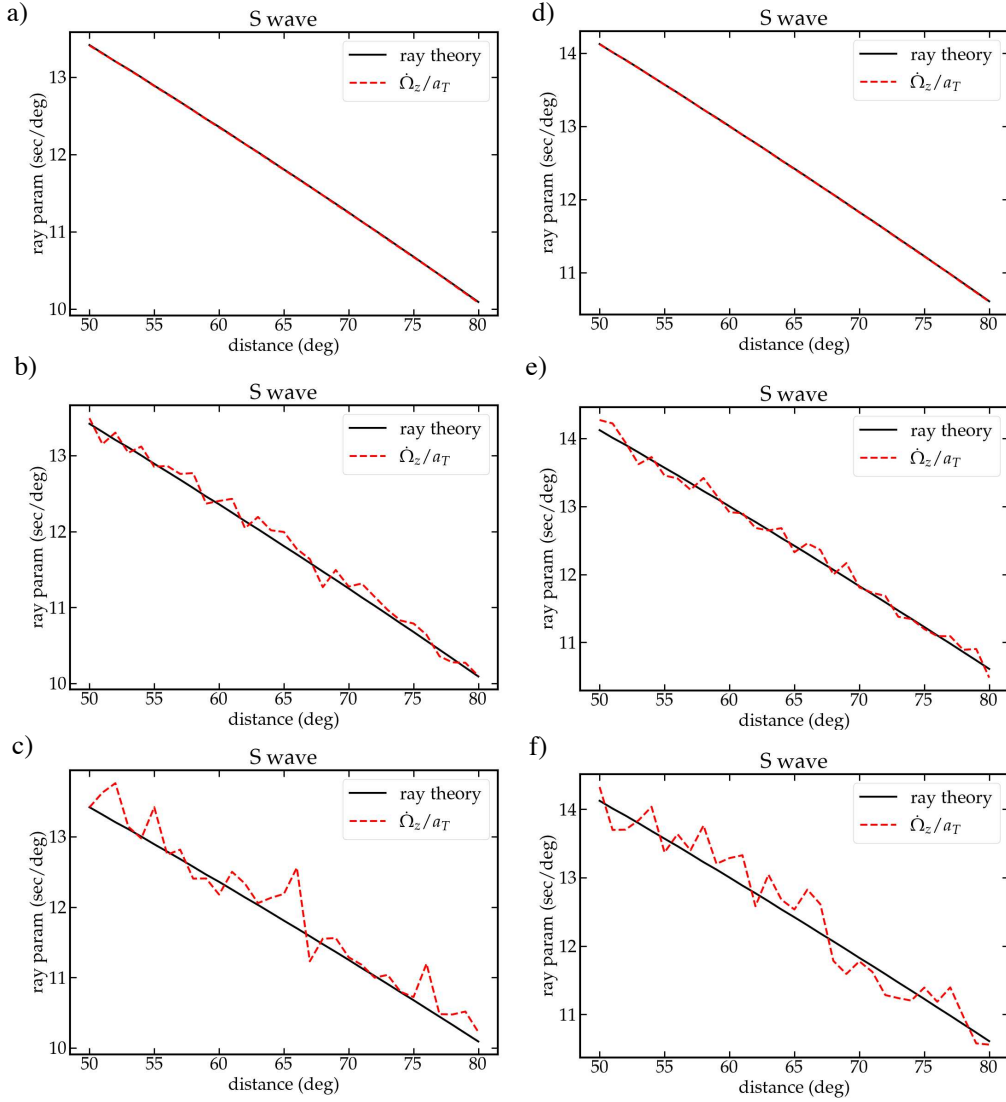 a)
S wave
ray theory
Ω̇z/aT
ray param (sec/deg)
13
12
11
10
50 55 60 65 70 75 80
distance (deg)
d)
S wave
ray theory
Ω̇z/aT
ray param (sec/deg)
14
13
12
11
50 55 60 65 70 75 80
distance (deg)
b)
S wave
ray theory
Ω̇z/aT
ray param (sec/deg)
13
12
11
10
50 55 60 65 70 75 80
distance (deg)
e)
S wave
ray theory
Ω̇z/aT
ray param (sec/deg)
14
13
12
11
50 55 60 65 70 75 80
distance (deg)
c)
S wave
ray theory
Ω̇z/aT
ray param (sec/deg)
13
12
11
10
50 55 60 65 70 75 80
distance (deg)
f)
S wave
ray theory
Ω̇z/aT
ray param (sec/deg)
14
13
12
11
50 55 60 65 70 75 80
distance (deg)